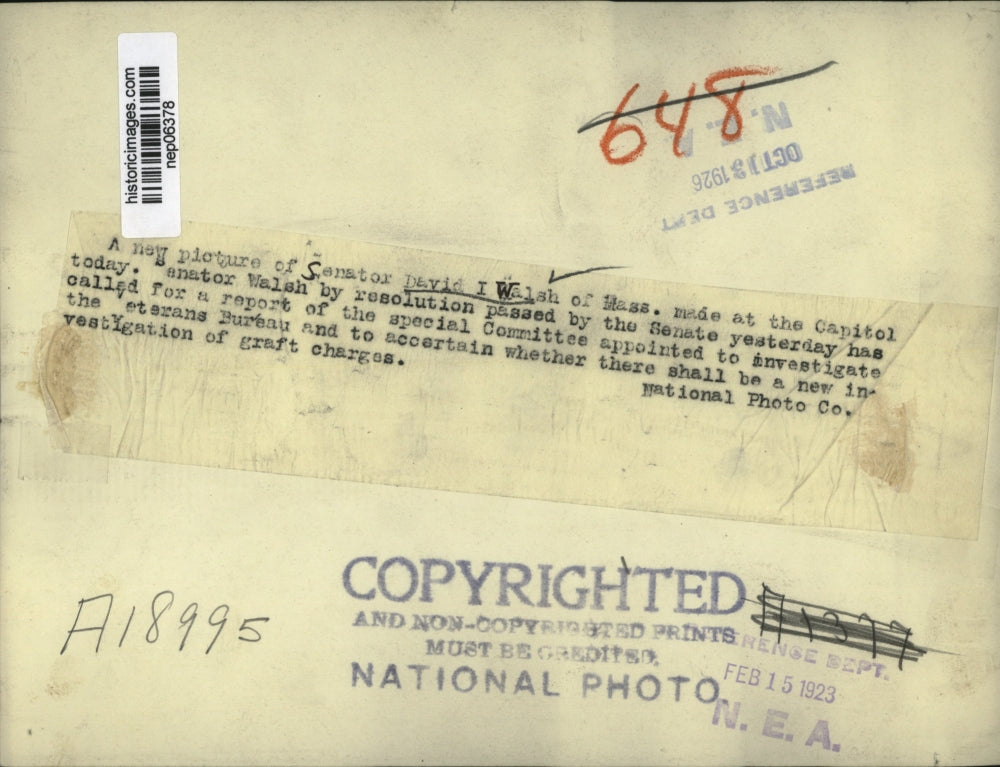 historicimages.com
nep06378
648
N. E. A.
OCT 13 1926
REFERENCE DEPT
A new picture of Senator David I Walsh of Mass. made at the Capitol
today. Senator Walsh by resolution passed by the Senate yesterday has
called for a report of the special Committee appointed to investigate
the Veterans Bureau and to accertain whether there shall be a new in-
vestigation of graft charges.
National Photo Co.
A18995
COPYRIGHTED
AND NON-COPYRIGHTED PRINTS
MUST BE CREDITED.
NATIONAL PHOTO
REFERENCE DEPT.
FEB 15 1923
N. E. A.